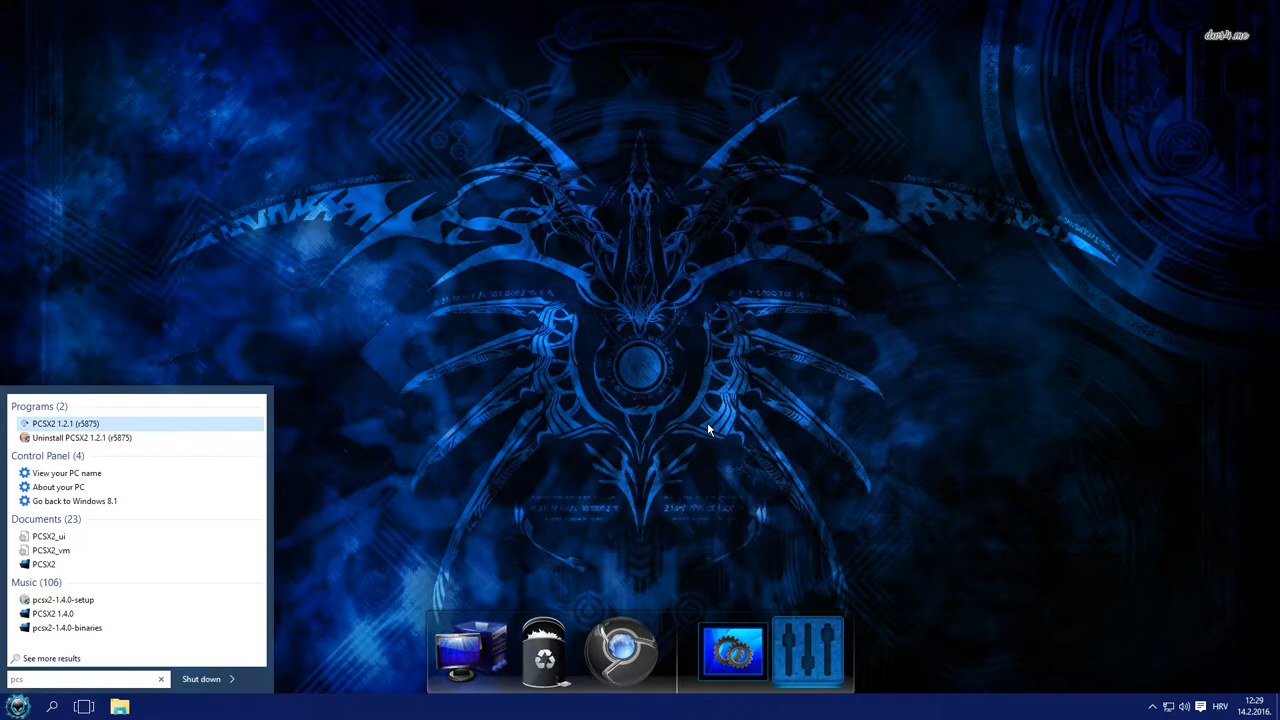 dws4.me
Programs (2)
PCSX2 1.2.1 (r5875)
Uninstall PCSX2 1.2.1 (r5875)
Control Panel (4)
View your PC name
About your PC
Go back to Windows 8.1
Documents (23)
PCSX2_ui
PCSX2_vm
PCSX2
Music (106)
pcsx2-1.4.0-setup
PCSX2 1.4.0
pcsx2-1.4.0-binaries
See more results
pcs
Shut down
HRV
12:29
14.2.2016.